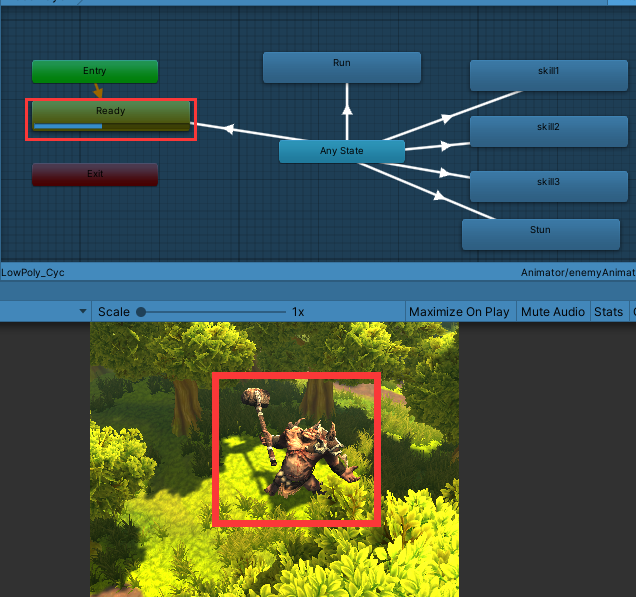 Entry
Run
skill1
Ready
skill2
Any State
Exit
skill3
Stun
LowPoly_Cyc
Animator/enemyAnimat
Scale 1x Maximize On Play Mute Audio Stats